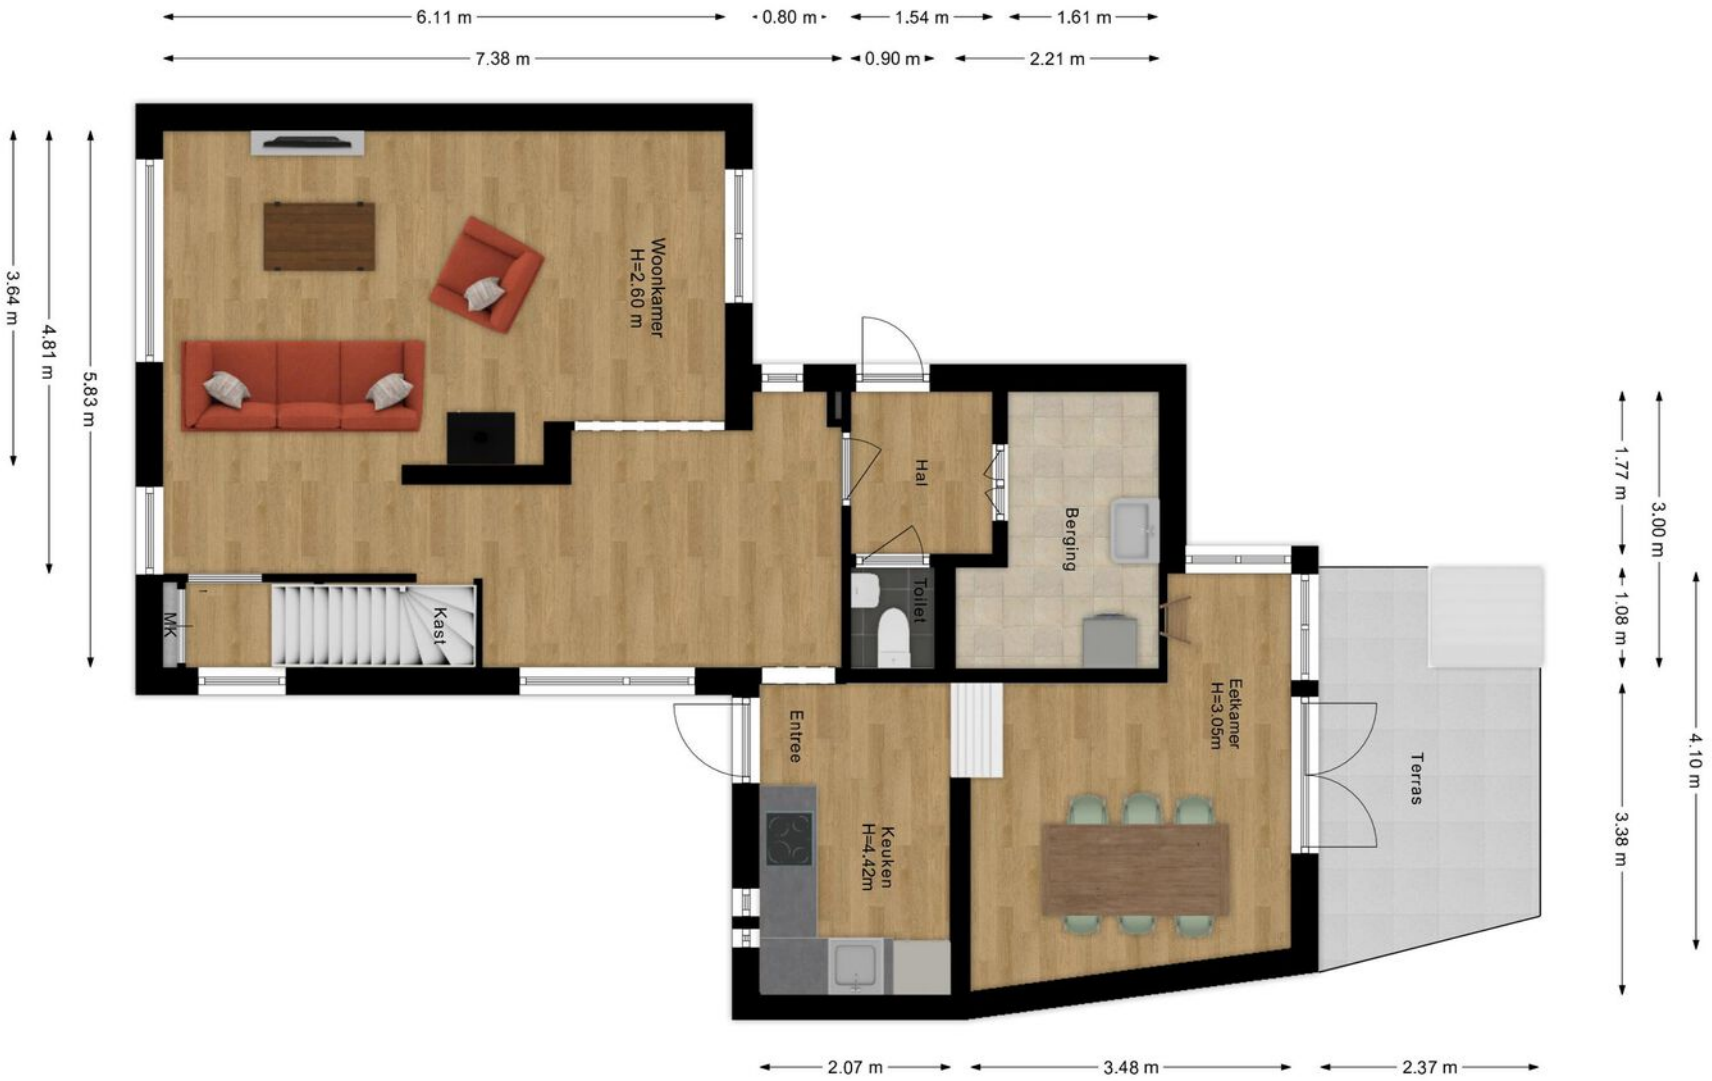 6.11 m
0.80 m
1.54 m
1.61 m
7.38 m
0.90 m
2.21 m
3.64 m
4.81 m
5.83 m
Woonkamer
H=2.60 m
Hal
Berging
Toilet
MK
Kast
Entree
Keuken
H=4.42m
Eetkamer
H=3.05m
Terras
1.77 m
3.00 m
1.08 m
4.10 m
3.38 m
2.07 m
3.48 m
2.37 m